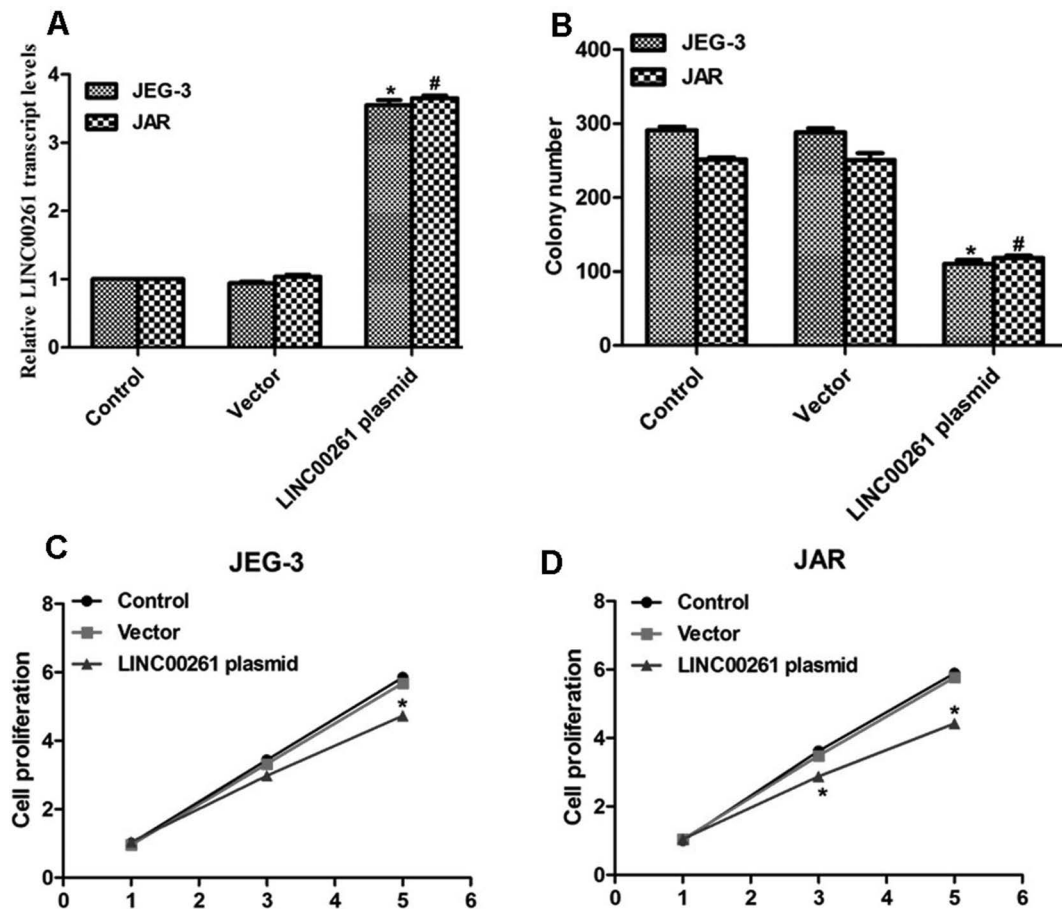 A
Relative LINC00261 transcript levels
JEG-3
JAR
4
3
2
1
0
*
#
Control
Vector
LINC00261 plasmid
B
Colony number
JEG-3
JAR
400
300
200
100
0
*
#
Control
Vector
LINC00261 plasmid
C
JEG-3
Cell proliferation
Control
Vector
LINC00261 plasmid
8
6
4
2
0
*
0 1 2 3 4 5 6
D
JAR
Cell proliferation
Control
Vector
LINC00261 plasmid
8
6
4
2
0
*
*
0 1 2 3 4 5 6